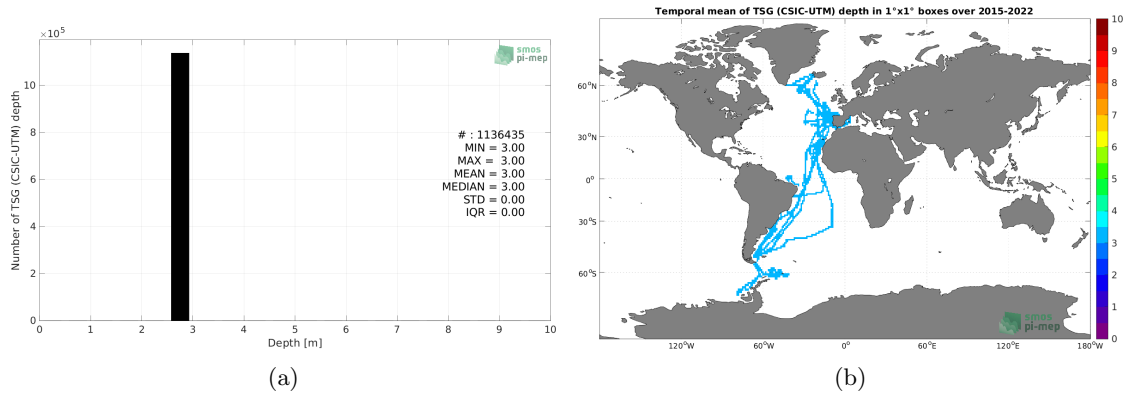 ×10⁵
smos
pi-mep
10
8
6
4
2
0
Number of TSG (CSIC-UTM) depth
# : 1136435
MIN = 3.00
MAX = 3.00
MEAN = 3.00
MEDIAN = 3.00
STD = 0.00
IQR = 0.00
0 1 2 3 4 5 6 7 8 9 10
Depth [m]
(a)
Temporal mean of TSG (CSIC-UTM) depth in 1°x1° boxes over 2015-2022
60°N
30°N
0°
30°S
60°S
120°W 60°W 0° 60°E 120°E 180°W
smos
pi-mep
10
9
8
7
6
5
4
3
2
1
0
(b)